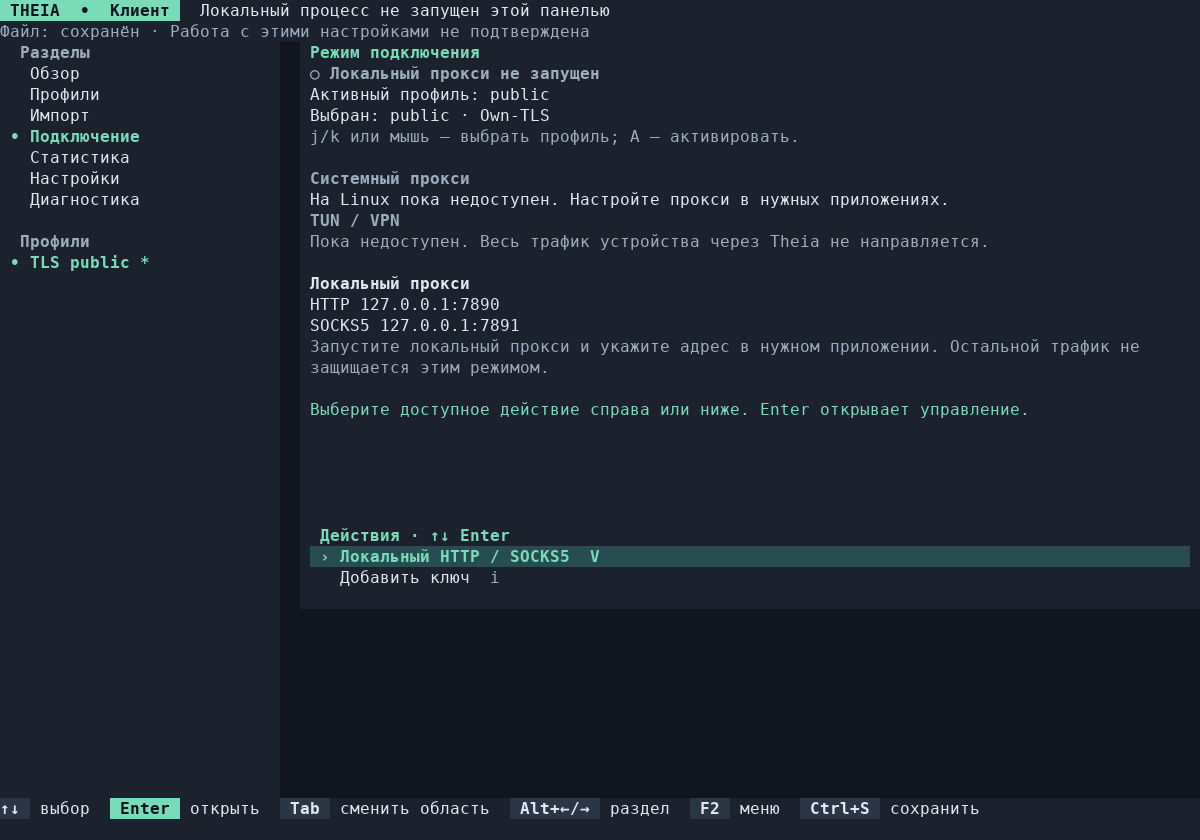 THEIA • Клиент Локальный процесс не запущен этой панелью
Файл: сохранён · Работа с этими настройками не подтверждена
Разделы
Обзор
Профили
Импорт
• Подключение
Статистика
Настройки
Диагностика
Профили
• TLS public *
Режим подключения
○ Локальный прокси не запущен
Активный профиль: public
Выбран: public · Own-TLS
j/k или мышь — выбрать профиль; A — активировать.
Системный прокси
На Linux пока недоступен. Настройте прокси в нужных приложениях.
TUN / VPN
Пока недоступен. Весь трафик устройства через Theia не направляется.
Локальный прокси
HTTP 127.0.0.1:7890
SOCKS5 127.0.0.1:7891
Запустите локальный прокси и укажите адрес в нужном приложении. Остальной трафик не
защищается этим режимом.
Выберите доступное действие справа или ниже. Enter открывает управление.
Действия · ↑↓ Enter
› Локальный HTTP / SOCKS5 V
Добавить ключ i
↑↓ выбор Enter открыть Tab сменить область Alt+←/→ раздел F2 меню Ctrl+S сохранить